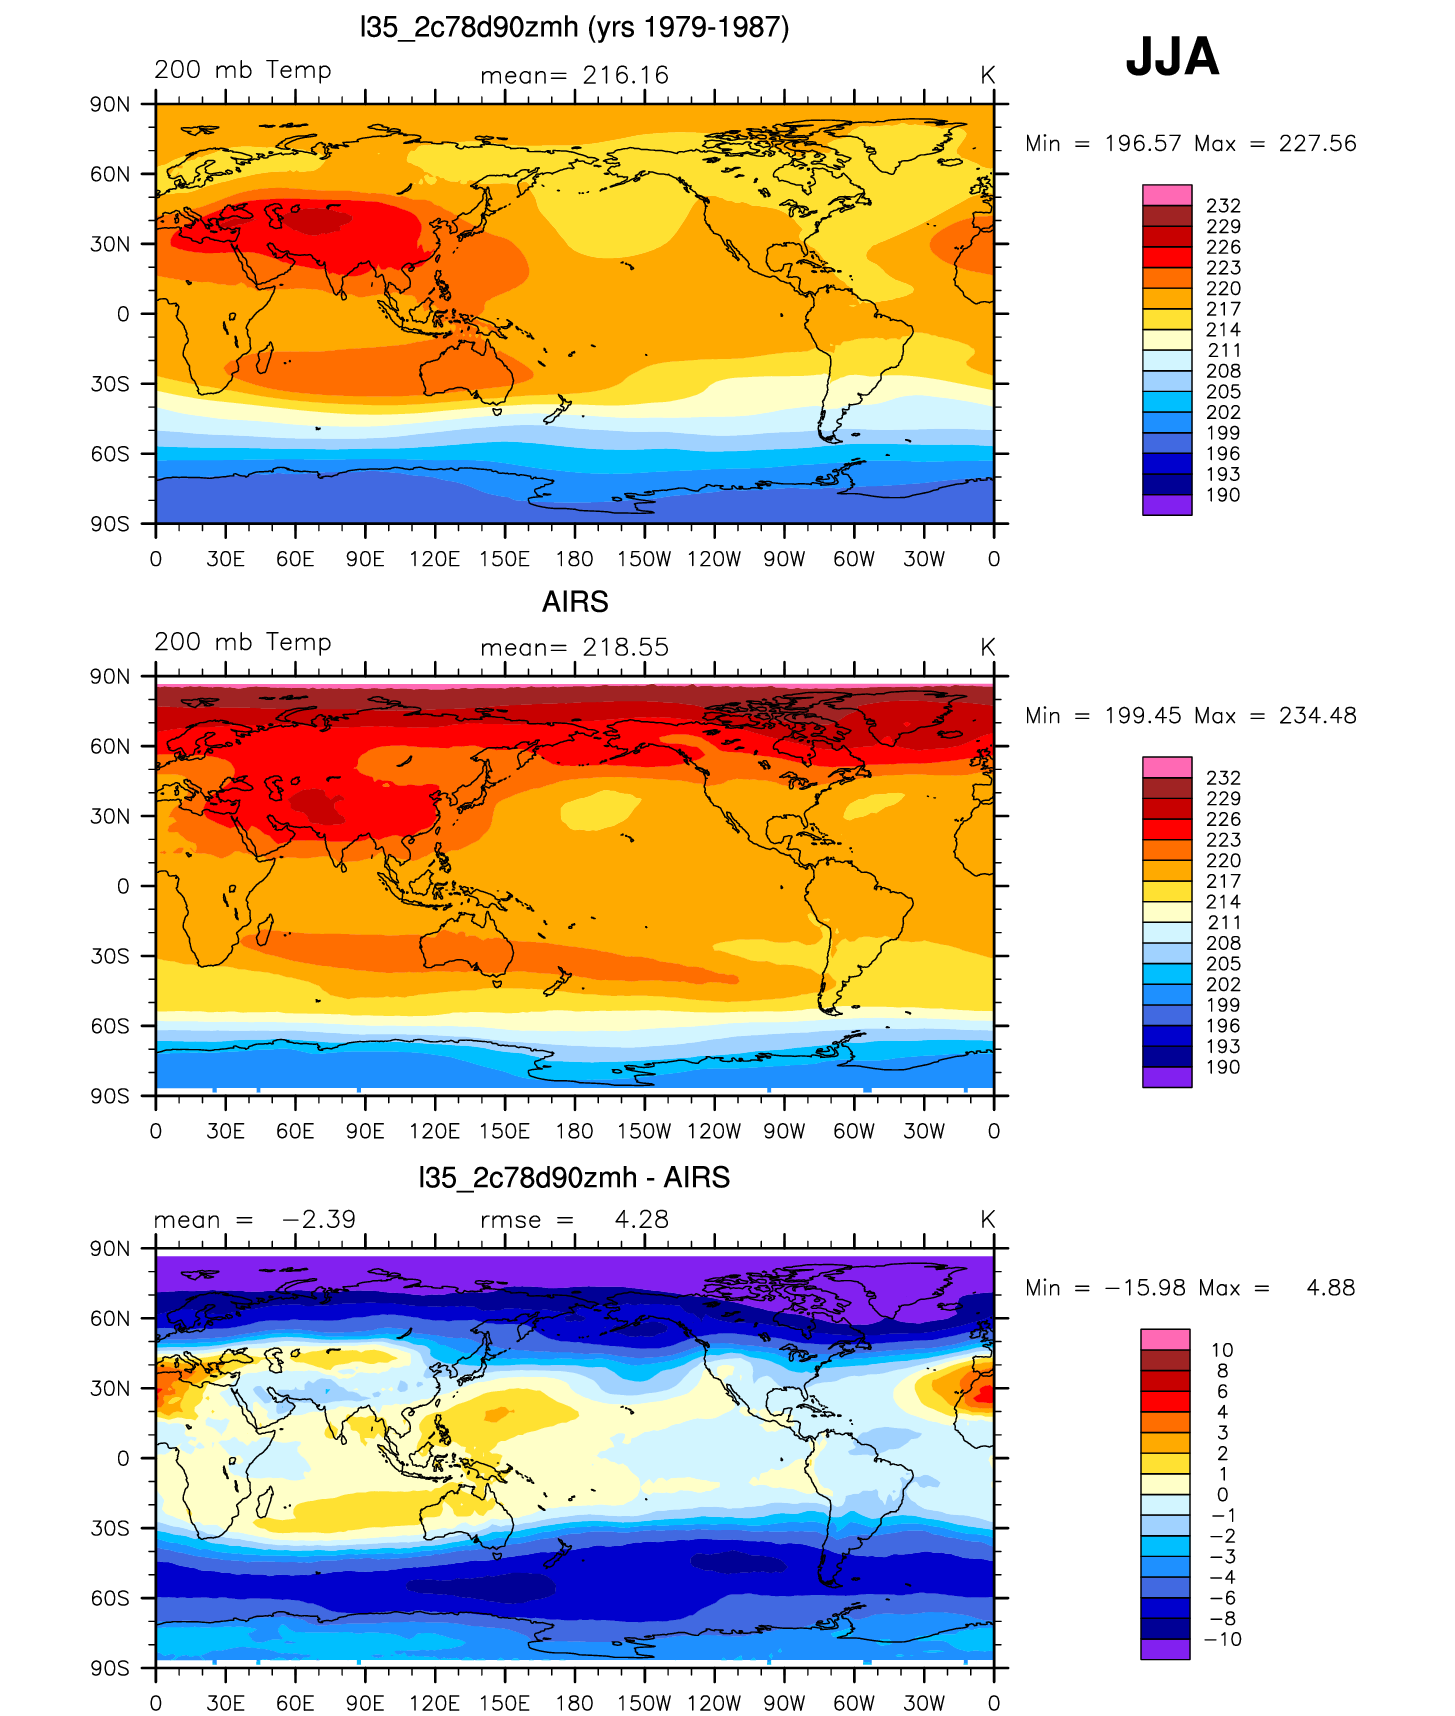 l35_2c78d90zmh (yrs 1979-1987)
JJA
200 mb Temp mean= 216.16 K
Min = 196.57 Max = 227.56
90N
60N
30N
0
30S
60S
90S
0 30E 60E 90E 120E 150E 180 150W 120W 90W 60W 30W 0
232
229
226
223
220
217
214
211
208
205
202
199
196
193
190
AIRS
200 mb Temp mean= 218.55 K
Min = 199.45 Max = 234.48
90N
60N
30N
0
30S
60S
90S
0 30E 60E 90E 120E 150E 180 150W 120W 90W 60W 30W 0
232
229
226
223
220
217
214
211
208
205
202
199
196
193
190
l35_2c78d90zmh - AIRS
mean = −2.39 rmse = 4.28 K
Min = −15.98 Max = 4.88
90N
60N
30N
0
30S
60S
90S
0 30E 60E 90E 120E 150E 180 150W 120W 90W 60W 30W 0
10
8
6
4
3
2
1
0
−1
−2
−3
−4
−6
−8
−10